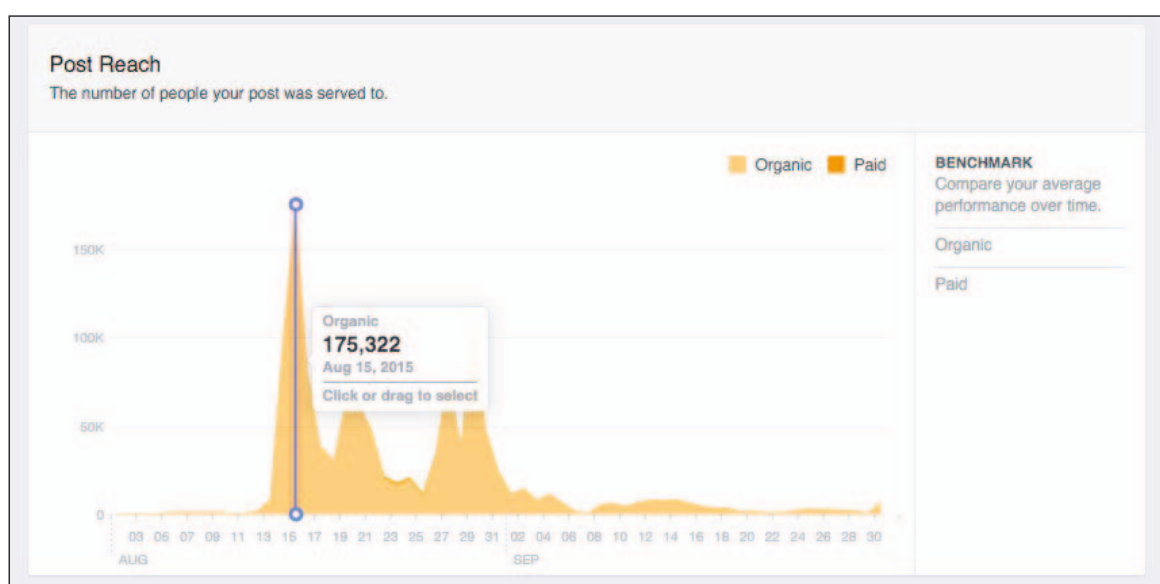 Post Reach
The number of people your post was served to.
Organic Paid
BENCHMARK
Compare your average
performance over time.
Organic
Paid
150K
100K
50K
0
Organic
175,322
Aug 15, 2015
Click or drag to select
03 05 07 09 11 13 15 17 19 21 23 25 27 29 31 02 04 06 08 10 12 14 16 18 20 22 24 26 28 30
AUG SEP